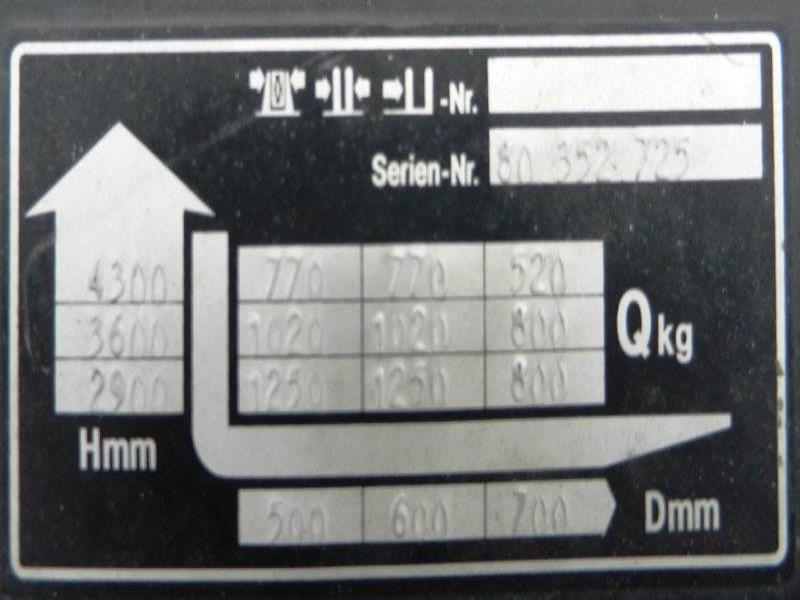 -Nr.
Serien-Nr. 80 352 725
4300 770 770 520
3600 1020 1020 800 Qkg
2900 1250 1250 800
Hmm
500 600 700 Dmm